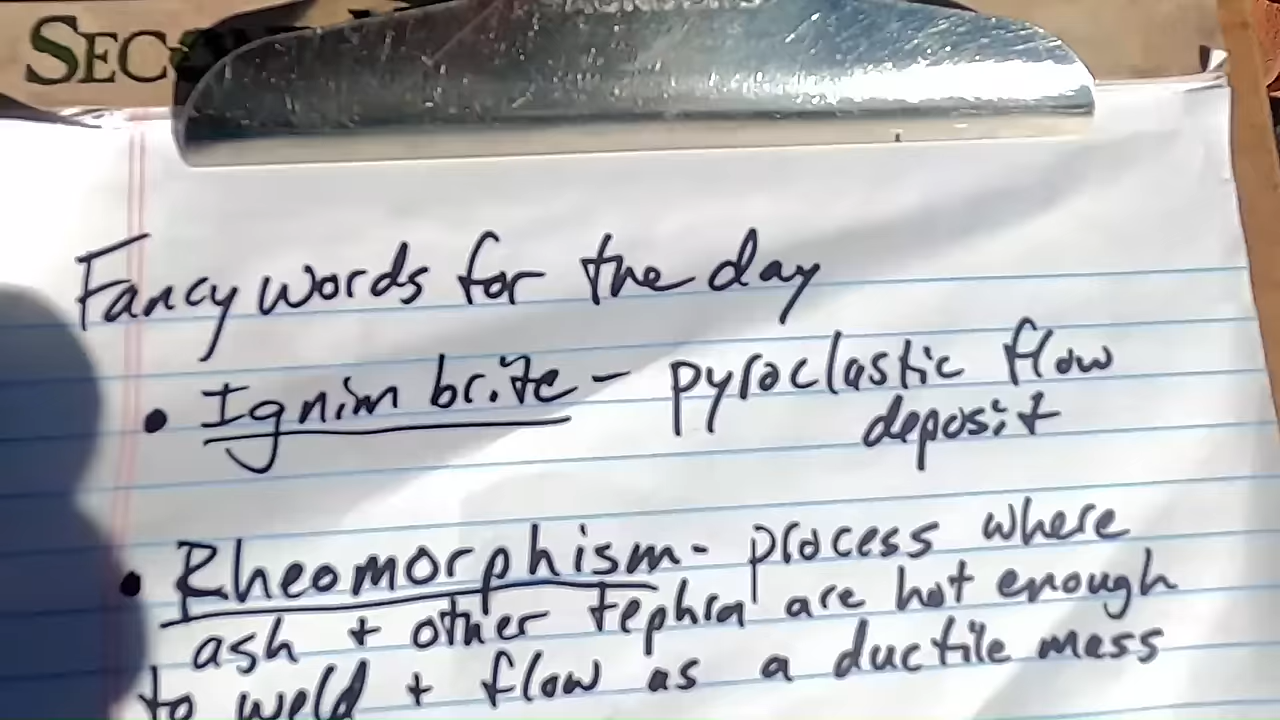 SEC
Fancy words for the day
• Ignimbrite - pyroclastic flow
deposit
• Rheomorphism - process where
ash + other tephra are hot enough
to weld + flow as a ductile mass